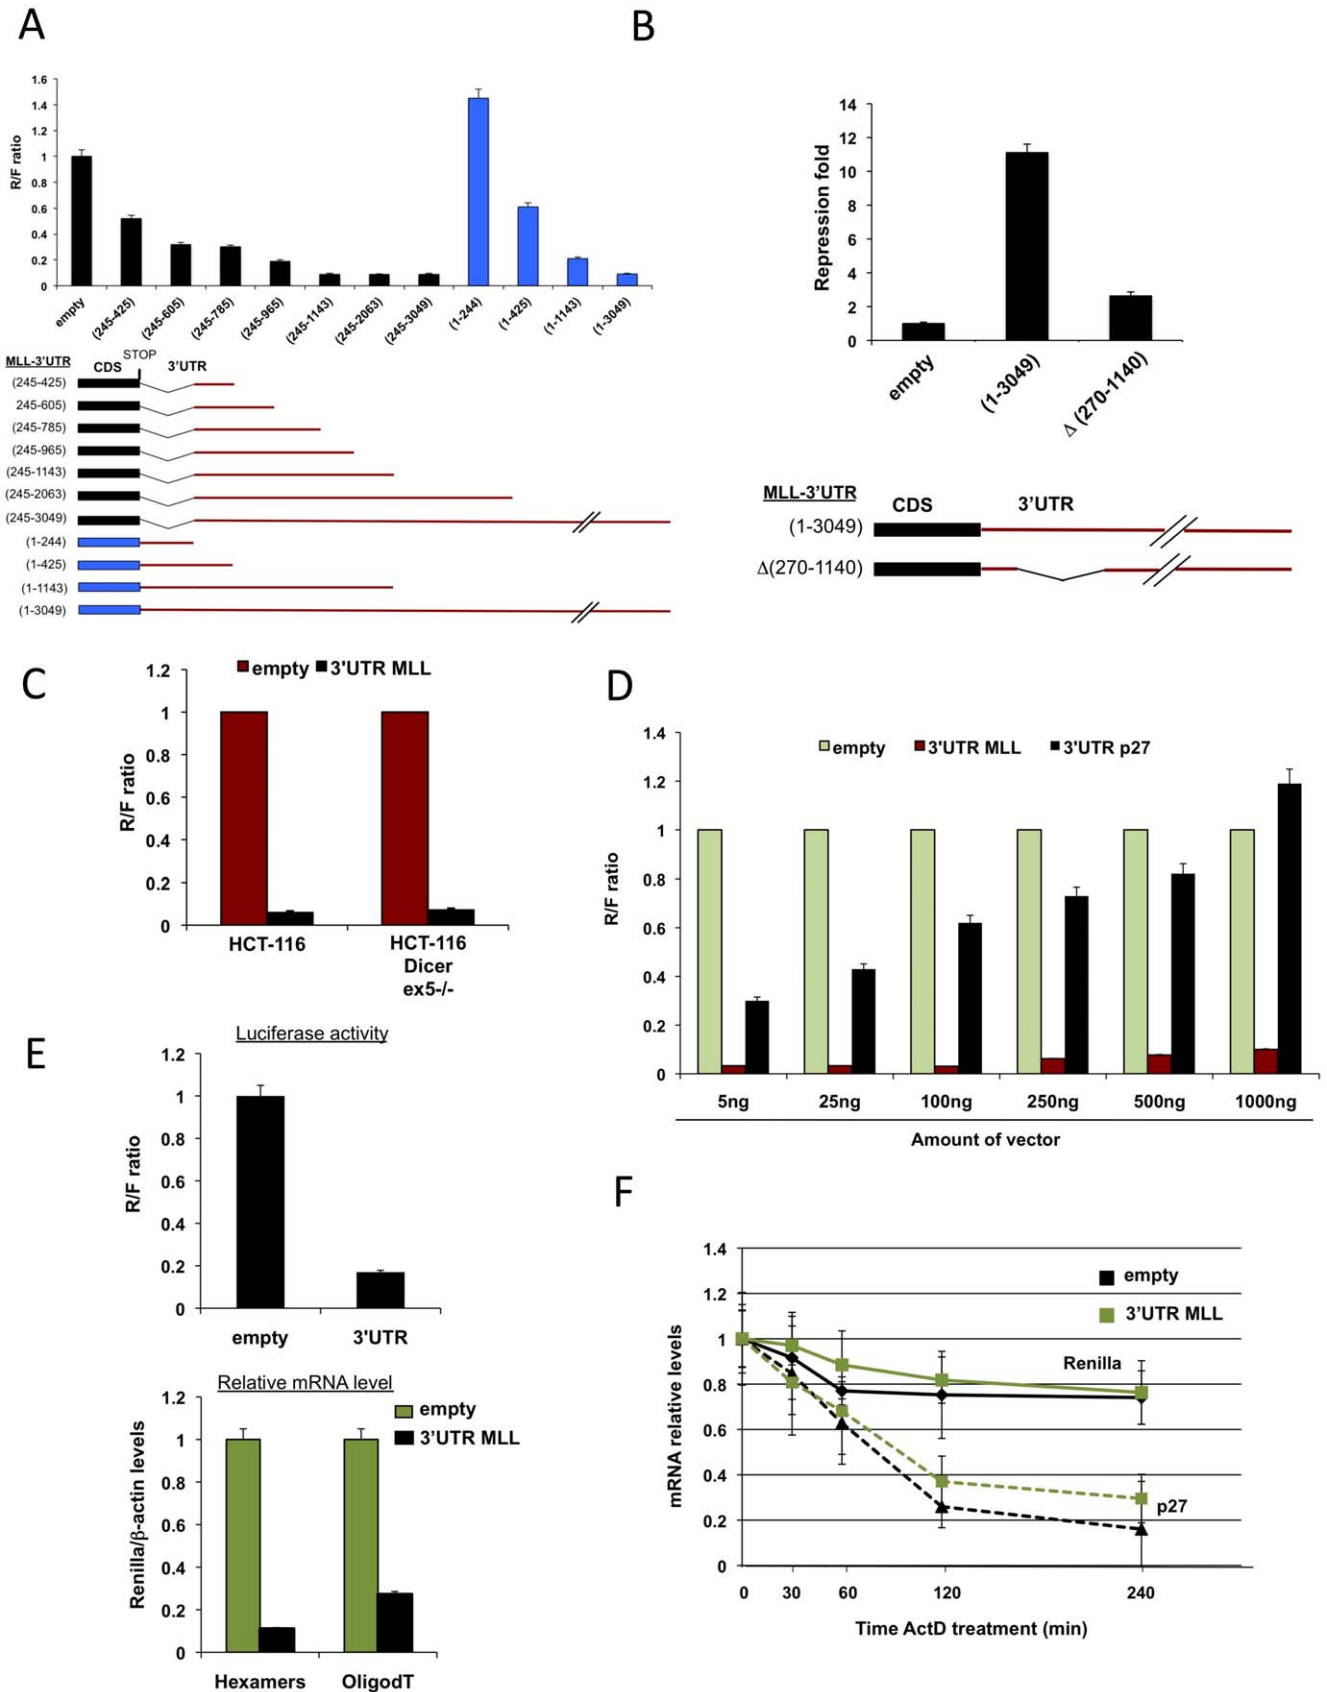 A
1.6
1.4
1.2
1
0.8
0.6
0.4
0.2
0
R/F ratio
empty
(245-425)
(245-605)
(245-785)
(245-965)
(245-1143)
(245-2063)
(245-3049)
(1-244)
(1-425)
(1-1143)
(1-3049)
STOP
MLL-3'UTR CDS 3'UTR
(245-425)
245-605)
(245-785)
(245-965)
(245-1143)
(245-2063)
(245-3049)
(1-244)
(1-425)
(1-1143)
(1-3049)
B
14
12
10
8
6
4
2
0
Repression fold
empty
(1-3049)
Δ (270-1140)
MLL-3'UTR CDS 3'UTR
(1-3049)
Δ(270-1140)
C
empty 3'UTR MLL
1.2
1
0.8
0.6
0.4
0.2
0
R/F ratio
HCT-116
HCT-116
Dicer
ex5-/-
D
1.4
1.2
1
0.8
0.6
0.4
0.2
0
R/F ratio
empty 3'UTR MLL 3'UTR p27
5ng 25ng 100ng 250ng 500ng 1000ng
Amount of vector
E
Luciferase activity
1.2
1
0.8
0.6
0.4
0.2
0
R/F ratio
empty 3'UTR
Relative mRNA level
empty
3'UTR MLL
1.2
1
0.8
0.6
0.4
0.2
0
Renilla/β-actin levels
Hexamers OligodT
F
1.4
1.2
1
0.8
0.6
0.4
0.2
0
mRNA relative levels
empty
3'UTR MLL
Renilla
p27
0 30 60 120 240
Time ActD treatment (min)